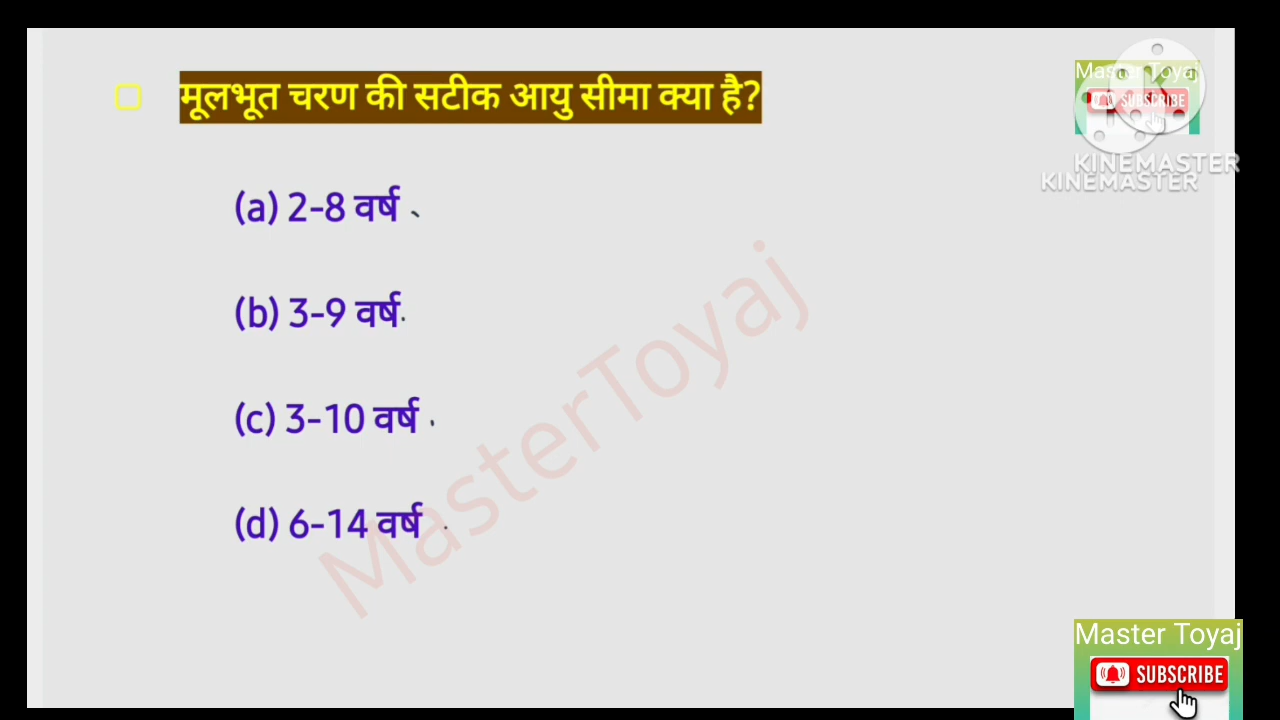 मूलभूत चरण की सटीक आयु सीमा क्या है?
Master Toyaj
SUBSCRIBE
KINEMASTER
KINEMASTER
(a) 2-8 वर्ष
(b) 3-9 वर्ष
(c) 3-10 वर्ष
(d) 6-14 वर्ष
MasterToyaj
Master Toyaj
SUBSCRIBE